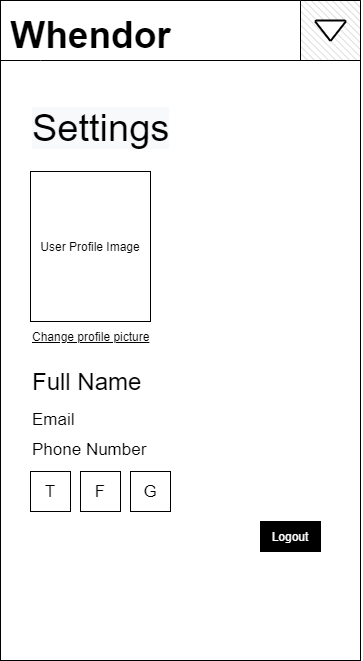 Whendor
Settings
User Profile Image
Change profile picture
Full Name
Email
Phone Number
T F G
Logout